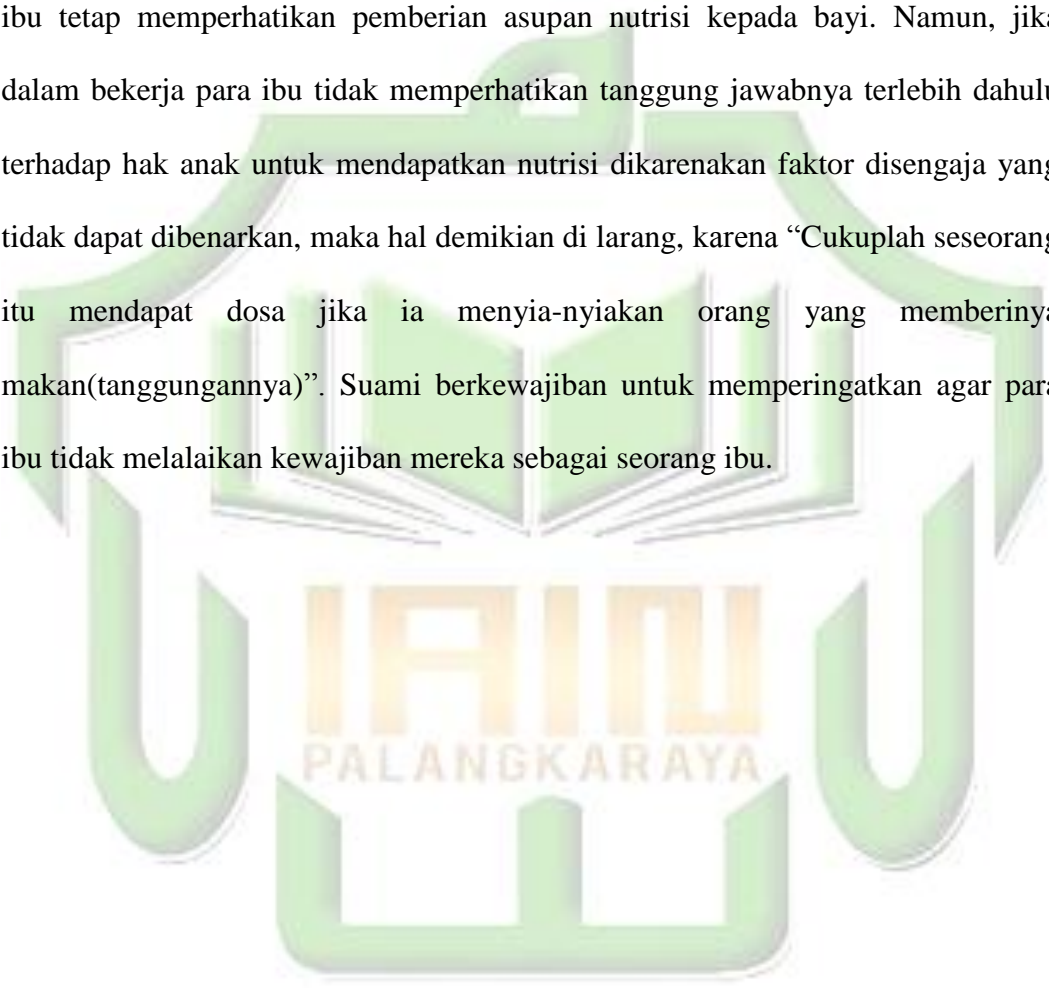 ibu tetap memperhatikan pemberian asupan nutrisi kepada bayi. Namun, jika
dalam bekerja para ibu tidak memperhatikan tanggung jawabnya terlebih dahulu
terhadap hak anak untuk mendapatkan nutrisi dikarenakan faktor disengaja yang
tidak dapat dibenarkan, maka hal demikian di larang, karena “Cukuplah seseorang
itu mendapat dosa jika ia menyia-nyiakan orang yang memberinya
makan(tanggungannya)”. Suami berkewajiban untuk memperingatkan agar para
ibu tidak melalaikan kewajiban mereka sebagai seorang ibu.
IAIN
PALANGKARAYA